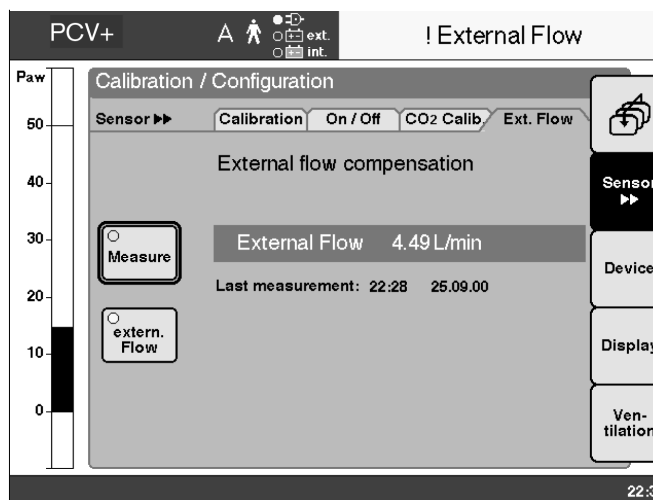 PCV+
A
ext.
int.
! External Flow
Paw
50
40
30
20
10
0
Calibration / Configuration
Sensor ▶▶
Calibration
On / Off
CO2 Calib.
Ext. Flow
External flow compensation
Measure
External Flow 4.49 L/min
Last measurement: 22:28 25.09.00
extern.
Flow
Sensor
▶▶
Device
Display
Ven-
tilation
22:3